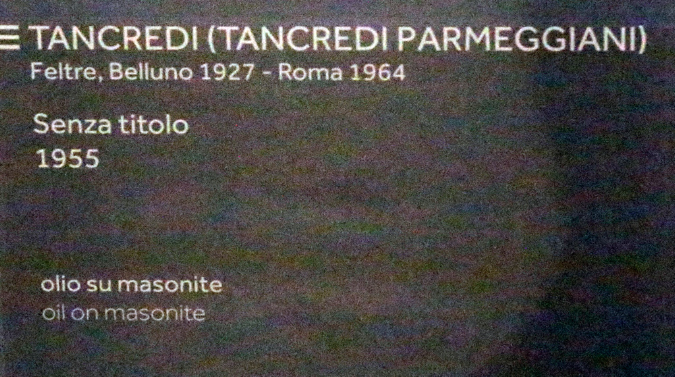 TANCREDI (TANCREDI PARMEGGIANI)
Feltre, Belluno 1927 - Roma 1964
Senza titolo
1955
olio su masonite
oil on masonite